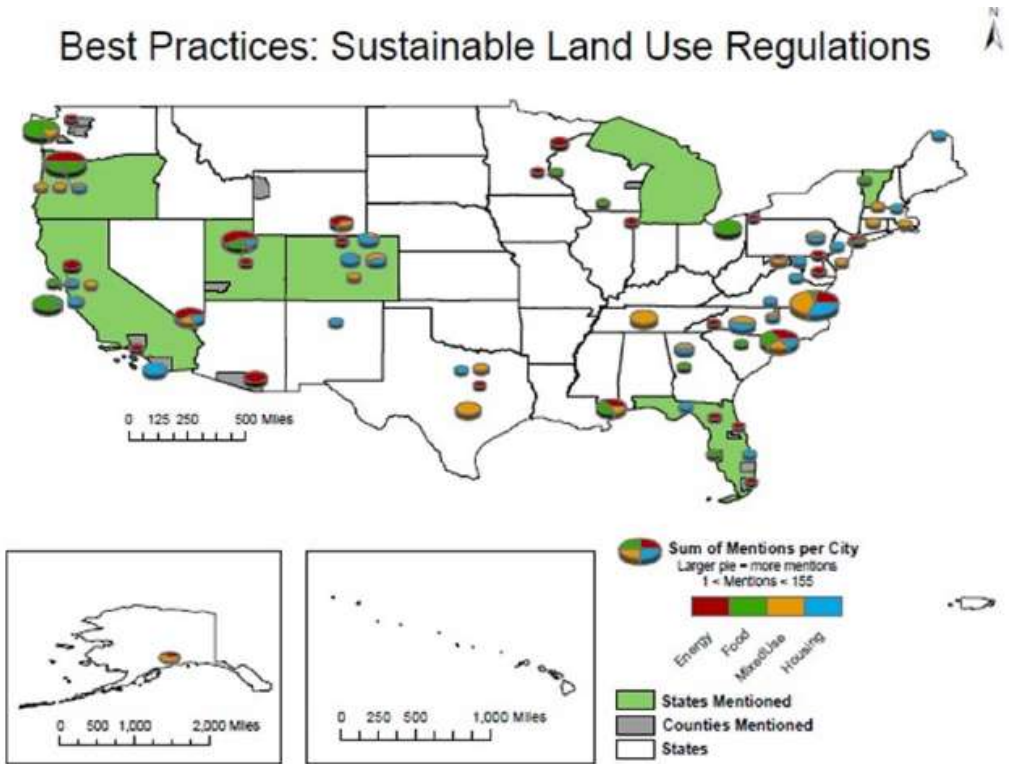 N
Best Practices: Sustainable Land Use Regulations
0 125 250 500 Miles
Sum of Mentions per City
Larger pie = more mentions
1 < Mentions < 155
Energy Food MixedUse Housing
States Mentioned
Counties Mentioned
States
0 500 1,000 2,000 Miles
0 250 500 1,000 Miles